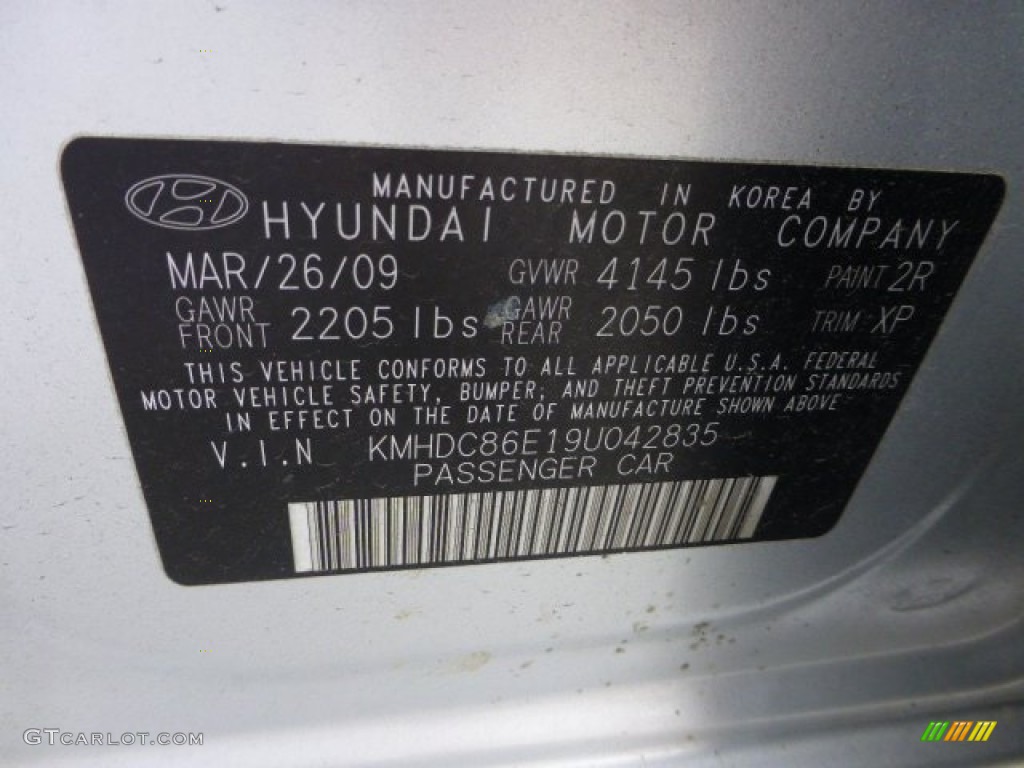 MANUFACTURED IN KOREA BY
HYUNDAI MOTOR COMPANY
MAR/26/09 GVWR 4145 lbs PAINT 2R
GAWR FRONT 2205 lbs GAWR REAR 2050 lbs TRIM XP
THIS VEHICLE CONFORMS TO ALL APPLICABLE U.S.A. FEDERAL
MOTOR VEHICLE SAFETY, BUMPER, AND THEFT PREVENTION STANDARDS
IN EFFECT ON THE DATE OF MANUFACTURE SHOWN ABOVE
V.I.N KMHDC86E19U042835
PASSENGER CAR
GTCARLOT.COM